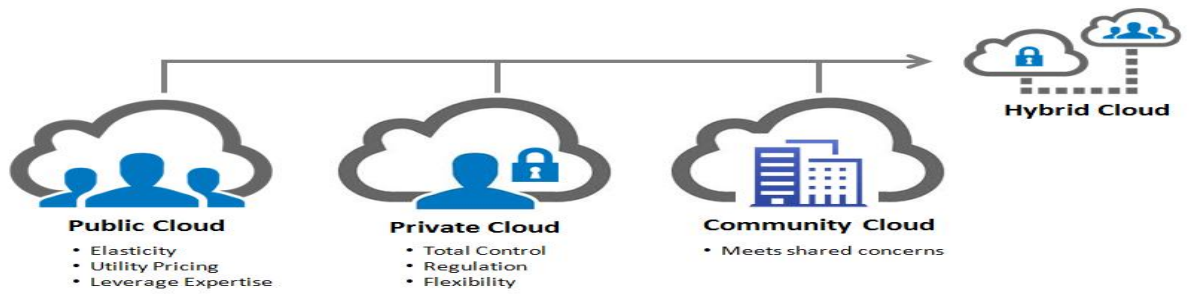 Hybrid Cloud
Public Cloud
• Elasticity
• Utility Pricing
• Leverage Expertise
Private Cloud
• Total Control
• Regulation
• Flexibility
Community Cloud
• Meets shared concerns